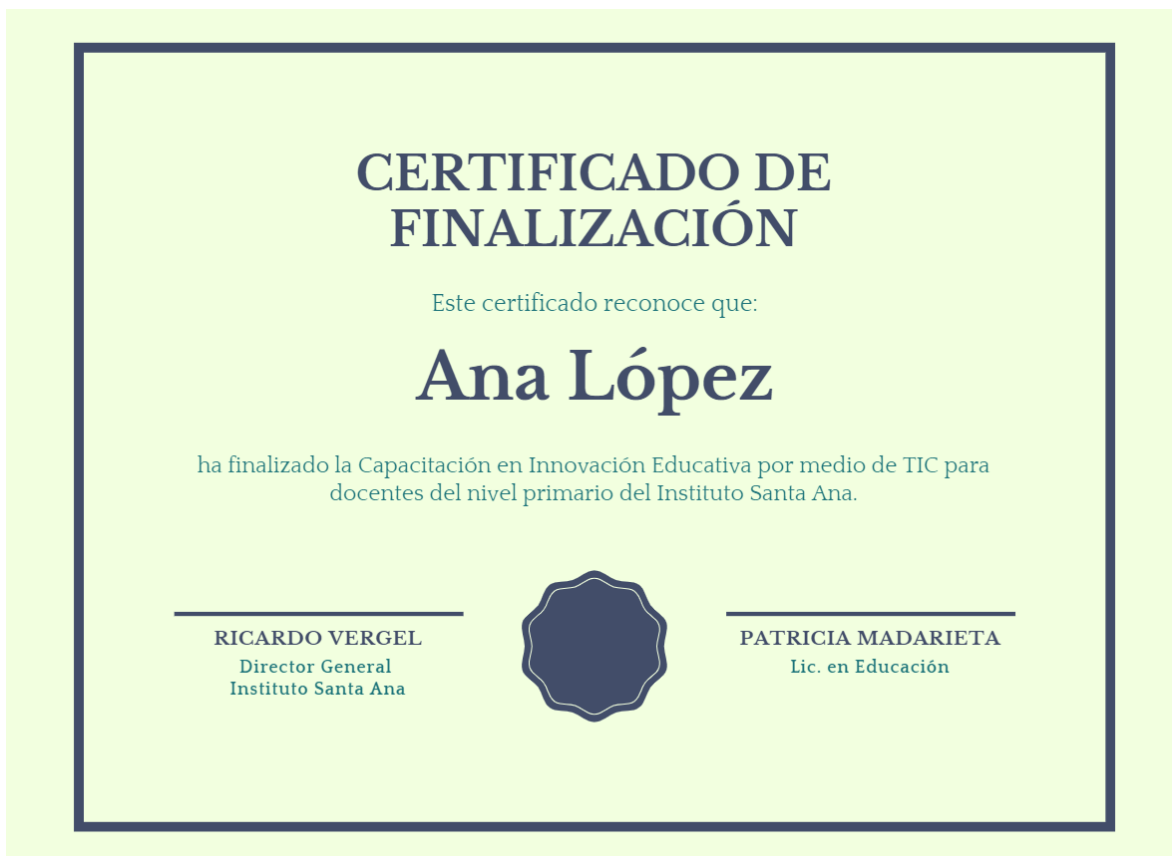 CERTIFICADO DE
FINALIZACIÓN
Este certificado reconoce que:
Ana López
ha finalizado la Capacitación en Innovación Educativa por medio de TIC para
docentes del nivel primario del Instituto Santa Ana.
RICARDO VERGEL
Director General
Instituto Santa Ana
PATRICIA MADARIETA
Lic. en Educación